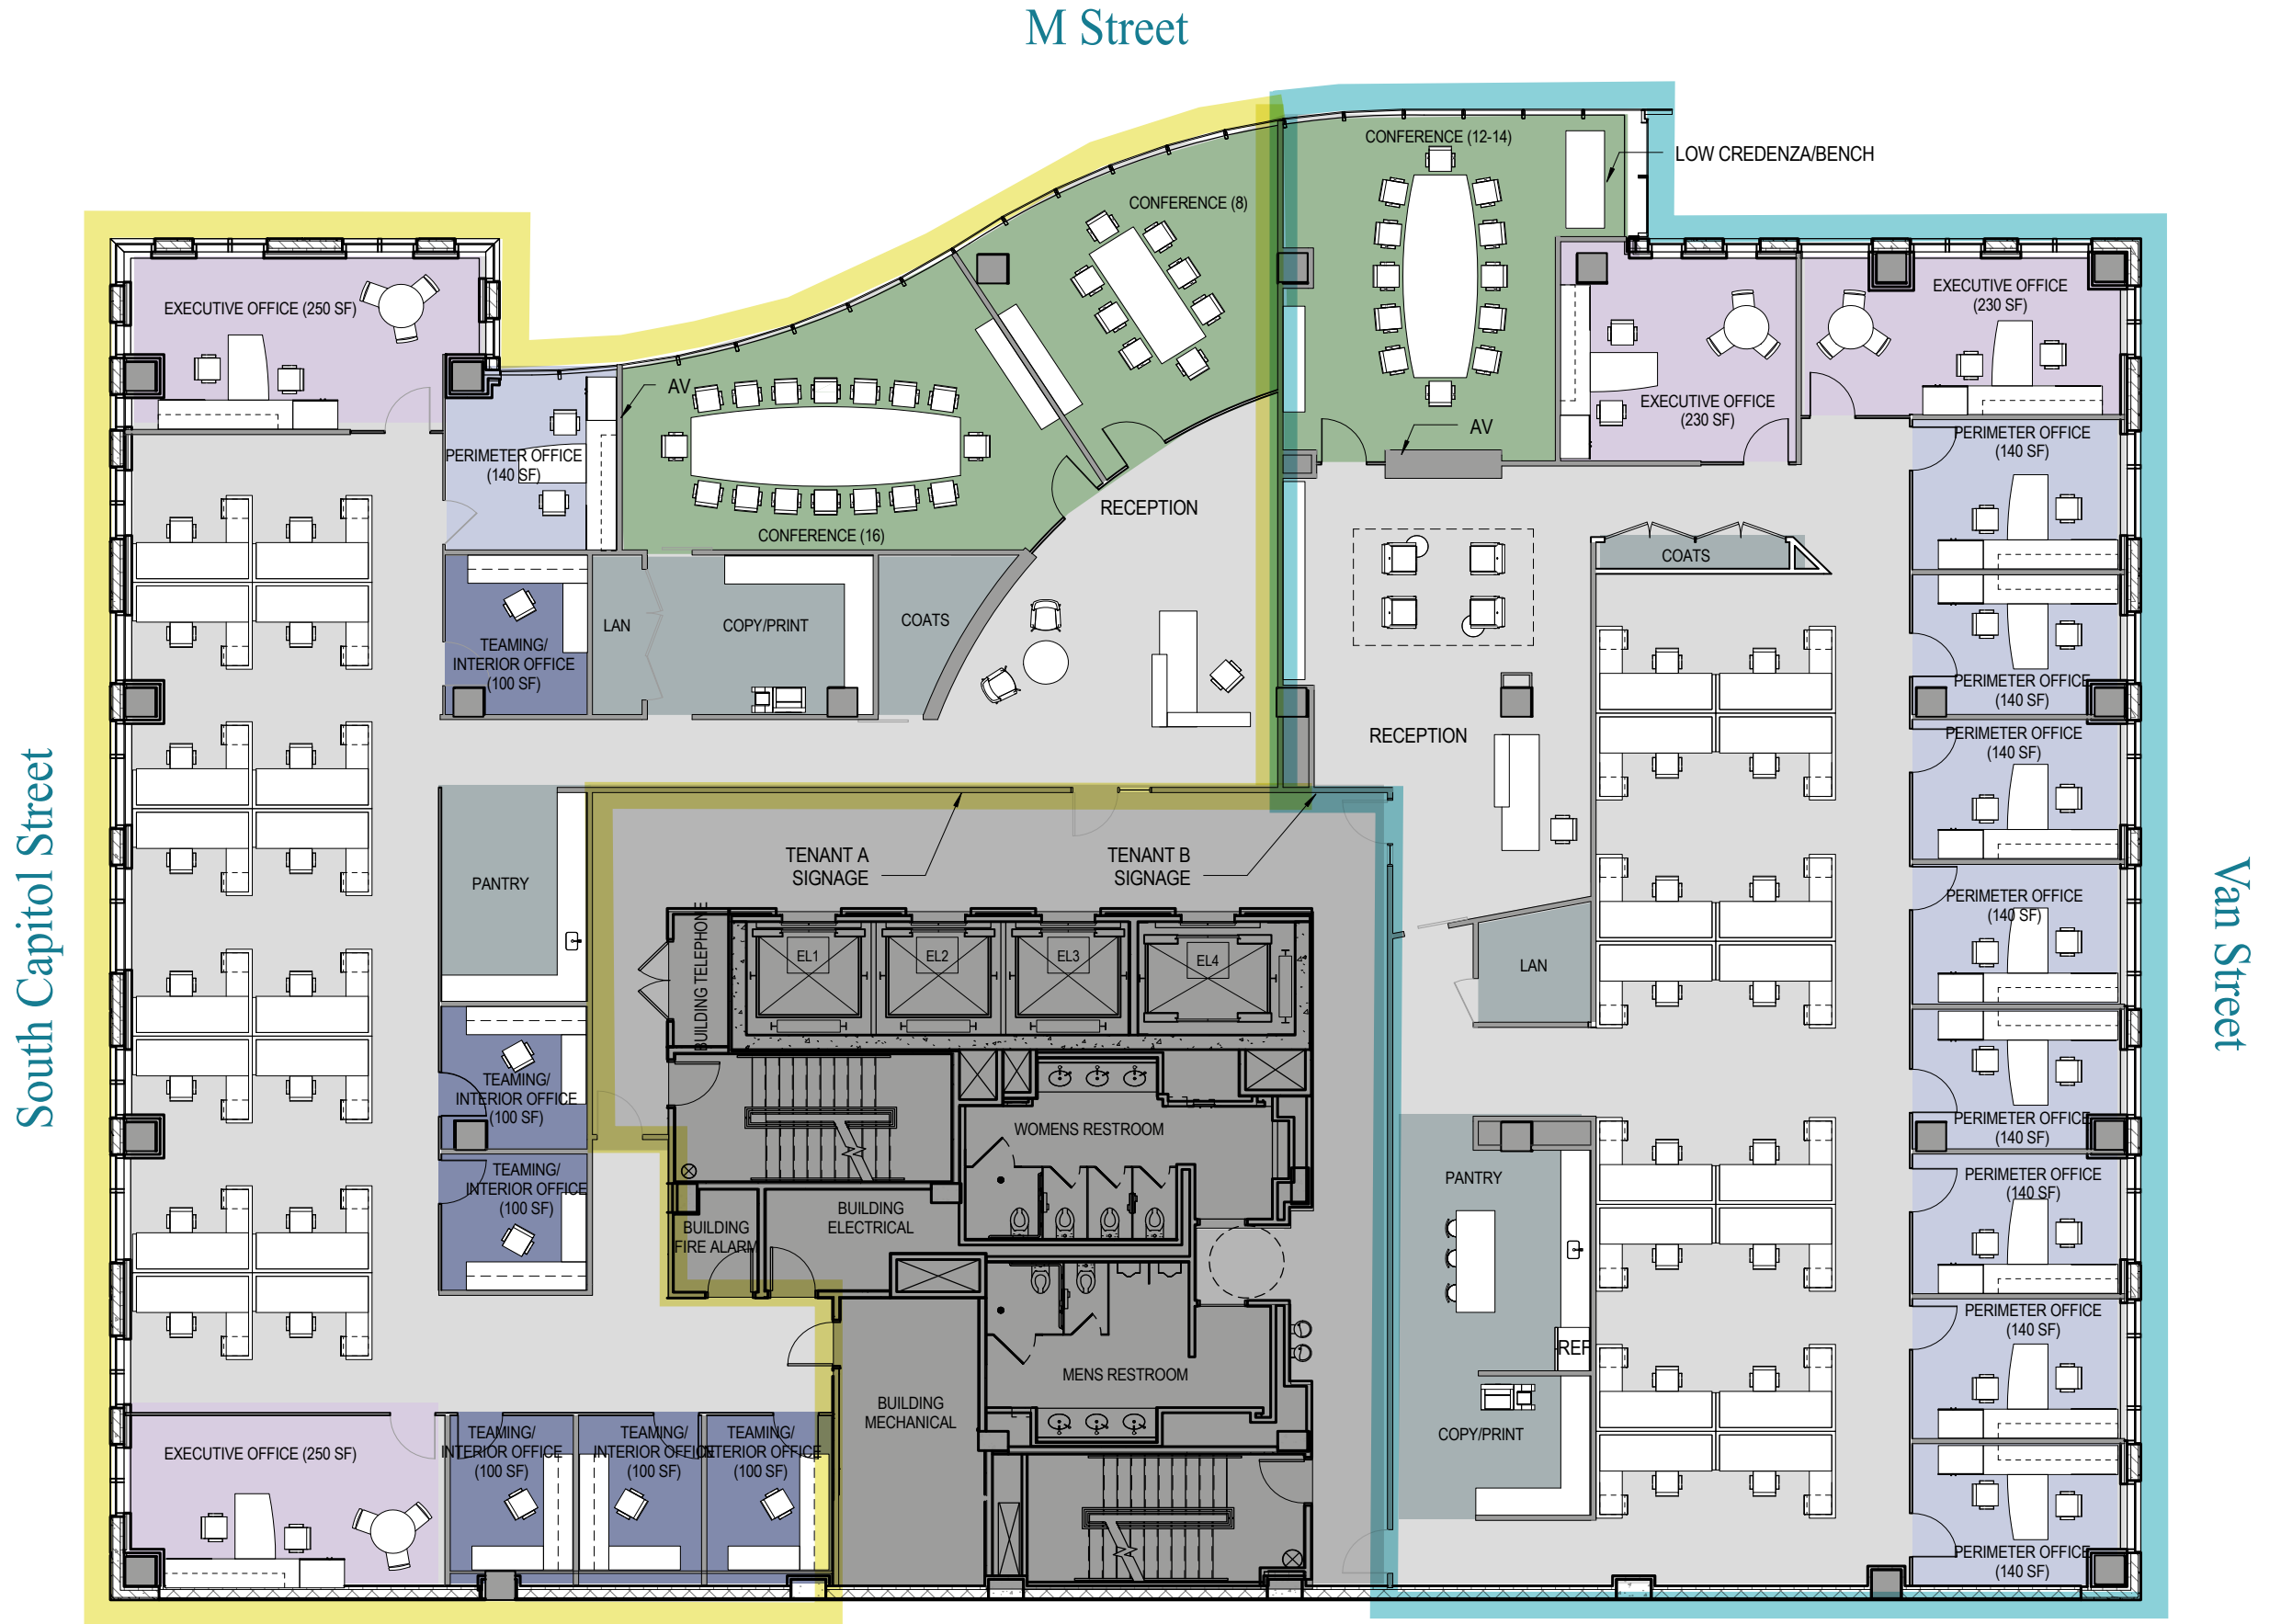 M Street
CONFERENCE (12-14)
LOW CREDENZA/BENCH
CONFERENCE (8)
EXECUTIVE OFFICE (250 SF)
EXECUTIVE OFFICE
(230 SF)
AV
EXECUTIVE OFFICE
(230 SF)
AV
PERIMETER OFFICE
(140 SF)
PERIMETER OFFICE
(140 SF)
RECEPTION
CONFERENCE (16)
COATS
LAN
COPY/PRINT
COATS
TEAMING/
INTERIOR OFFICE
(100 SF)
PERIMETER OFFICE
(140 SF)
RECEPTION
PERIMETER OFFICE
(140 SF)
South Capitol Street
Van Street
TENANT A
SIGNAGE
TENANT B
SIGNAGE
PANTRY
PERIMETER OFFICE
(140 SF)
BUILDING TELEPHONE
EL1
EL2
EL3
EL4
LAN
TEAMING/
INTERIOR OFFICE
(100 SF)
WOMENS RESTROOM
PERIMETER OFFICE
(140 SF)
TEAMING/
INTERIOR OFFICE
(100 SF)
PANTRY
PERIMETER OFFICE
(140 SF)
BUILDING
FIRE ALARM
BUILDING
ELECTRICAL
PERIMETER OFFICE
(140 SF)
REF
MENS RESTROOM
BUILDING
MECHANICAL
COPY/PRINT
EXECUTIVE OFFICE (250 SF)
TEAMING/
INTERIOR OFFICE
(100 SF)
TEAMING/
INTERIOR OFFICE
(100 SF)
TEAMING/
INTERIOR OFFICE
(100 SF)
PERIMETER OFFICE
(140 SF)